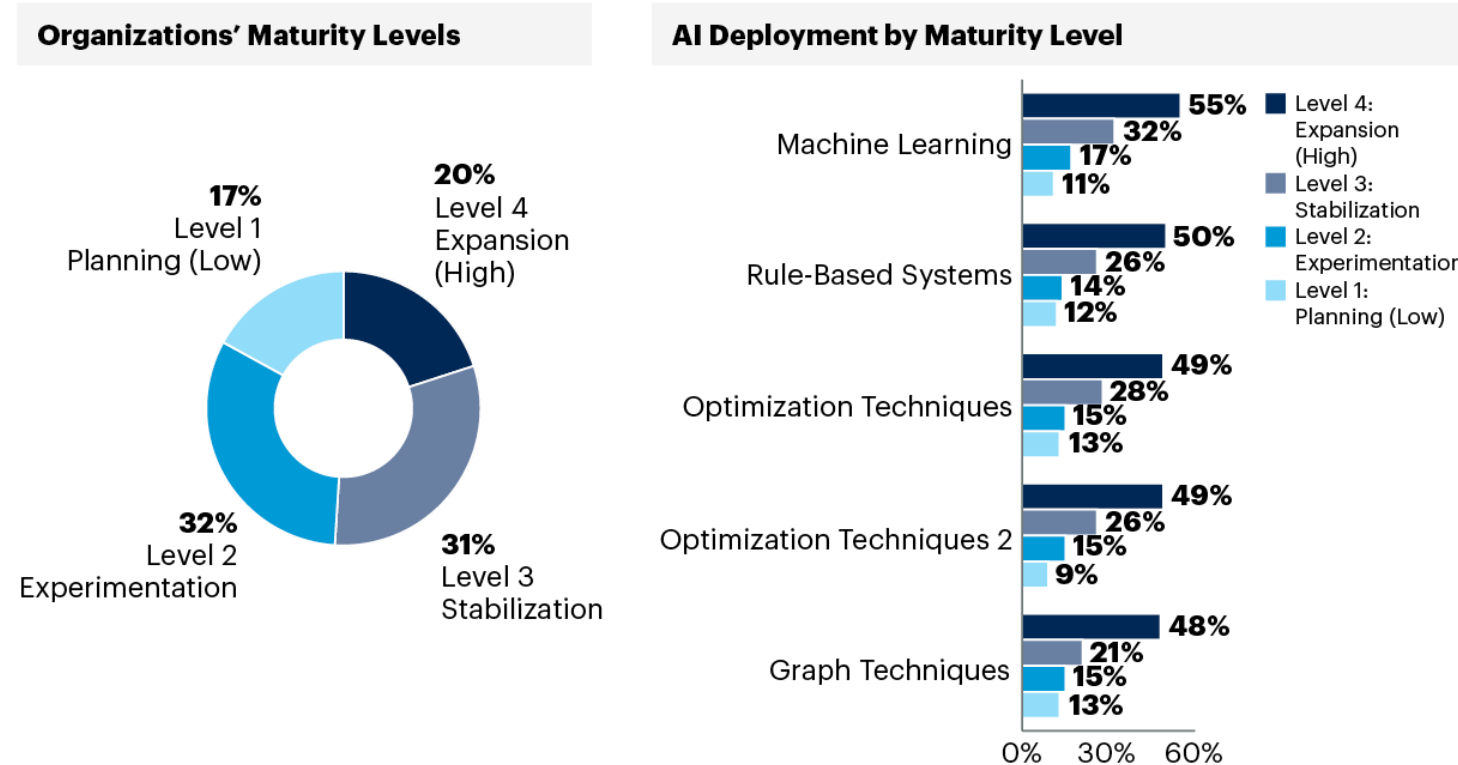 Organizations’ Maturity Levels
17%
Level 1
Planning (Low)
20%
Level 4
Expansion
(High)
32%
Level 2
Experimentation
31%
Level 3
Stabilization
AI Deployment by Maturity Level
Machine Learning
55%
32%
17%
11%
Rule-Based Systems
50%
26%
14%
12%
Optimization Techniques
49%
28%
15%
13%
Optimization Techniques 2
49%
26%
15%
9%
Graph Techniques
48%
21%
15%
13%
0% 30% 60%
Level 4:
Expansion
(High)
Level 3:
Stabilization
Level 2:
Experimentation
Level 1:
Planning (Low)